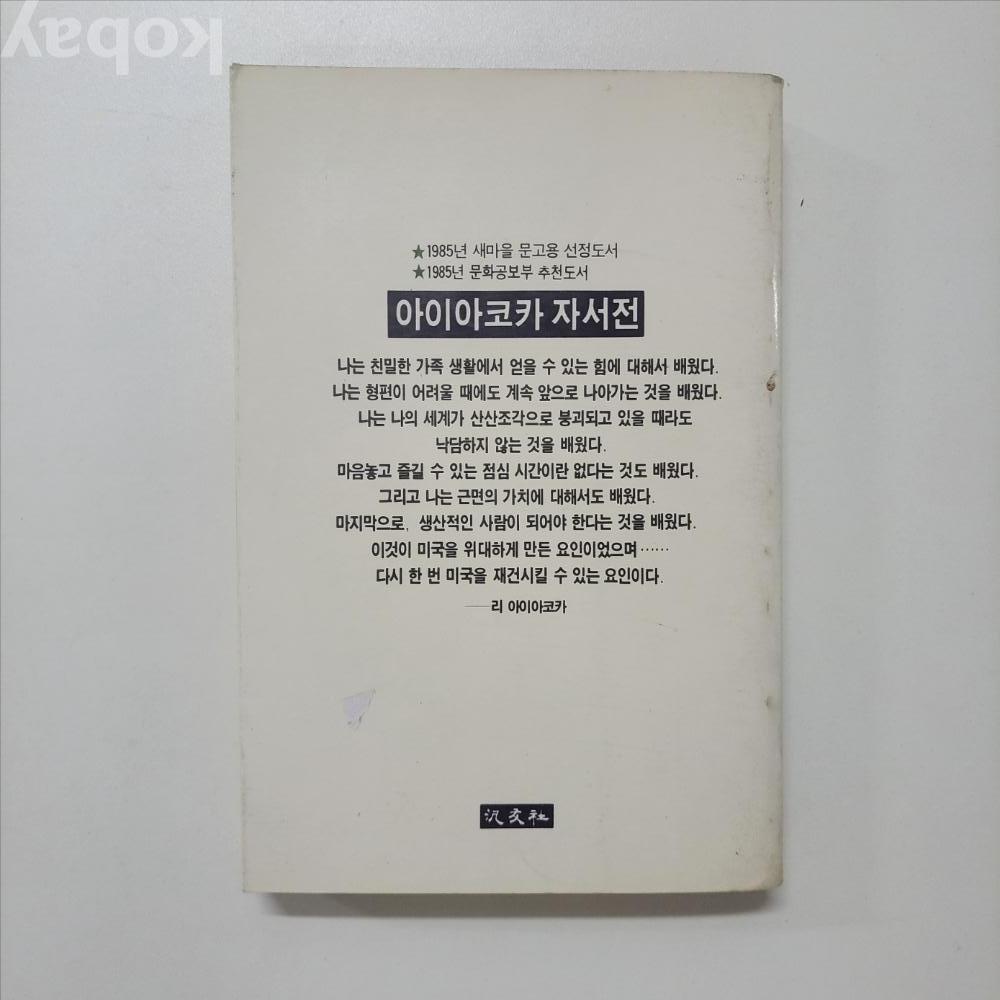 kobay
★1985년 새마을 문고용 선정도서
★1985년 문화공보부 추천도서
아이아코카 자서전
나는 친밀한 가족 생활에서 얻을 수 있는 힘에 대해서 배웠다.
나는 형편이 어려울 때에도 계속 앞으로 나아가는 것을 배웠다.
나는 나의 세계가 산산조각으로 붕괴되고 있을 때라도
낙담하지 않는 것을 배웠다.
마음놓고 즐길 수 있는 점심 시간이란 없다는 것도 배웠다.
그리고 나는 근면의 가치에 대해서도 배웠다.
마지막으로, 생산적인 사람이 되어야 한다는 것을 배웠다.
이것이 미국을 위대하게 만든 요인이었으며……
다시 한 번 미국을 재건시킬 수 있는 요인이다.
──리 아이아코카
汎友社